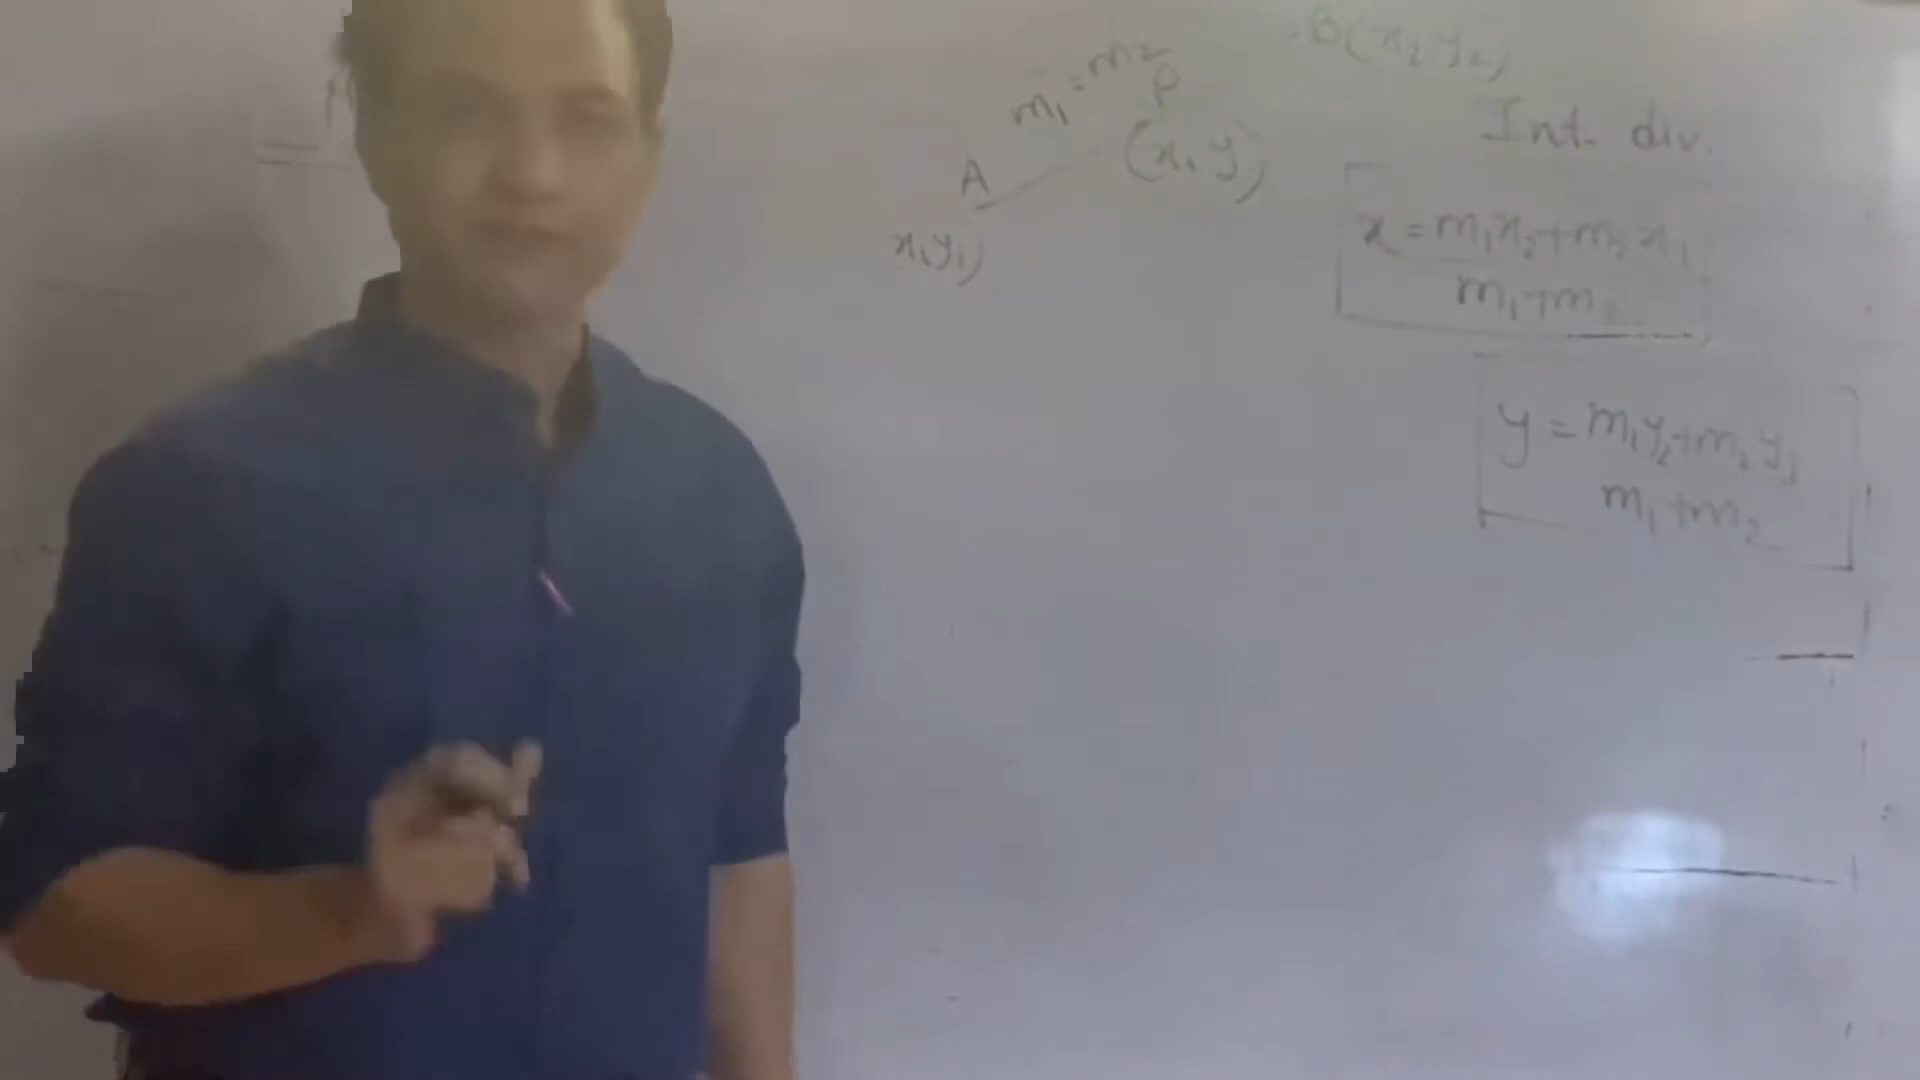 B(x₂ y₂)
m₁ : m₂
P
(x, y)
A
x₁ y₁)
Int. div.
x = m₁x₂+m₂x₁
m₁+m₂
y = m₁y₂+m₂y₁
m₁+m₂